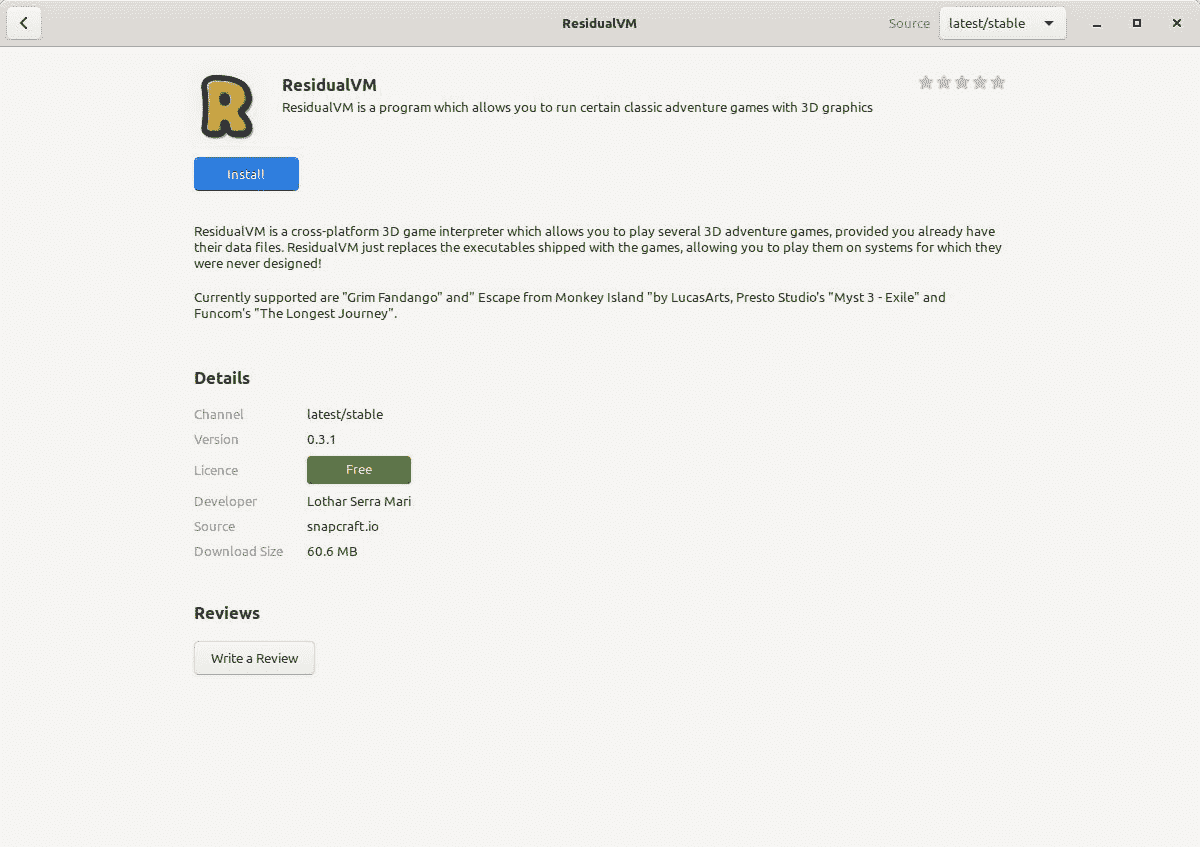 ResidualVM
Source latest/stable
R
ResidualVM
ResidualVM is a program which allows you to run certain classic adventure games with 3D graphics
Install
ResidualVM is a cross-platform 3D game interpreter which allows you to play several 3D adventure games, provided you already have
their data files. ResidualVM just replaces the executables shipped with the games, allowing you to play them on systems for which they
were never designed!
Currently supported are "Grim Fandango" and" Escape from Monkey Island "by LucasArts, Presto Studio's "Myst 3 - Exile" and
Funcom's "The Longest Journey".
Details
Channel latest/stable
Version 0.3.1
Licence Free
Developer Lothar Serra Mari
Source snapcraft.io
Download Size 60.6 MB
Reviews
Write a Review